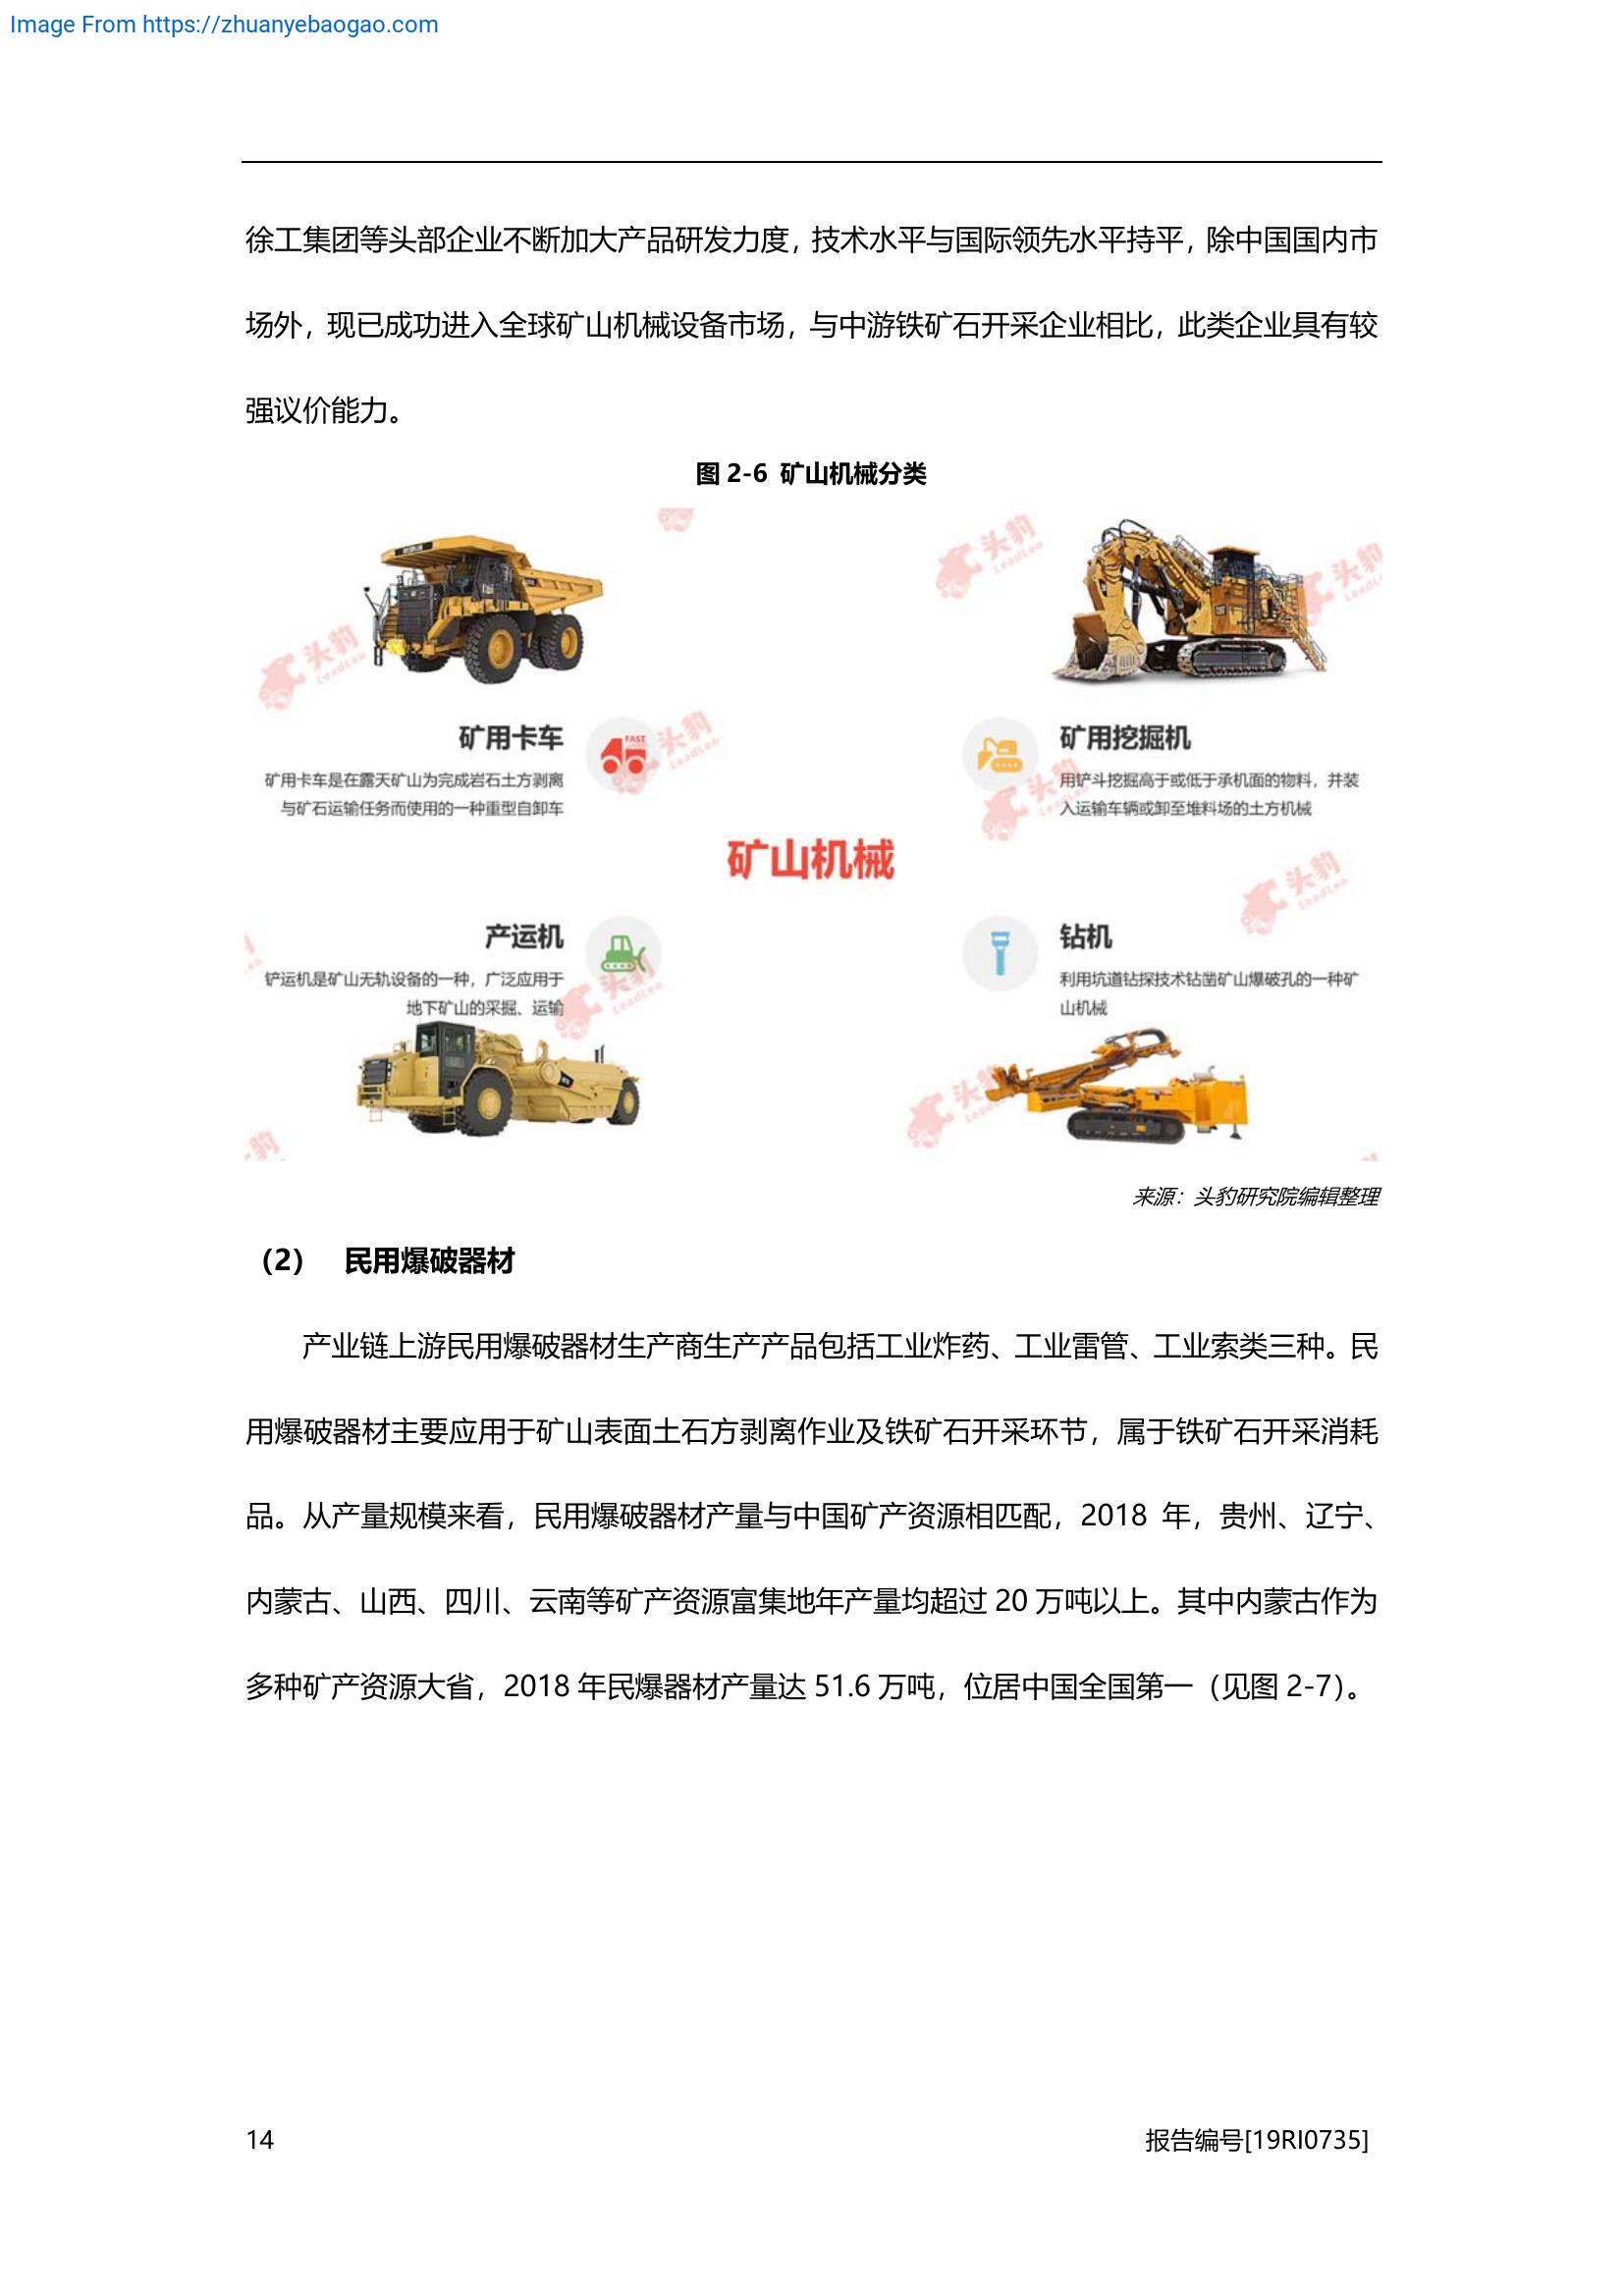 Image From https://zhuanyebaogao.com
徐工集团等头部企业不断加大产品研发力度，技术水平与国际领先水平持平，除中国国内市
场外，现已成功进入全球矿山机械设备市场，与中游铁矿石开采企业相比，此类企业具有较
强议价能力。
图 2-6 矿山机械分类
矿用卡车
矿用卡车是在露天矿山为完成岩石土方剥离
与矿石运输任务而使用的一种重型自卸车
FAST
矿用挖掘机
用铲斗挖掘高于或低于承机面的物料，并装
入运输车辆或卸至堆料场的土方机械
矿山机械
产运机
铲运机是矿山无轨设备的一种，广泛应用于
地下矿山的采掘、运输
钻机
利用坑道钻探技术钻凿矿山爆破孔的一种矿
山机械
头豹
LeadLeo
来源：头豹研究院编辑整理
（2） 民用爆破器材
产业链上游民用爆破器材生产商生产产品包括工业炸药、工业雷管、工业索类三种。民
用爆破器材主要应用于矿山表面土石方剥离作业及铁矿石开采环节，属于铁矿石开采消耗
品。从产量规模来看，民用爆破器材产量与中国矿产资源相匹配，2018 年，贵州、辽宁、
内蒙古、山西、四川、云南等矿产资源富集地年产量均超过 20 万吨以上。其中内蒙古作为
多种矿产资源大省，2018 年民爆器材产量达 51.6 万吨，位居中国全国第一（见图 2-7）。
14
报告编号[19RI0735]